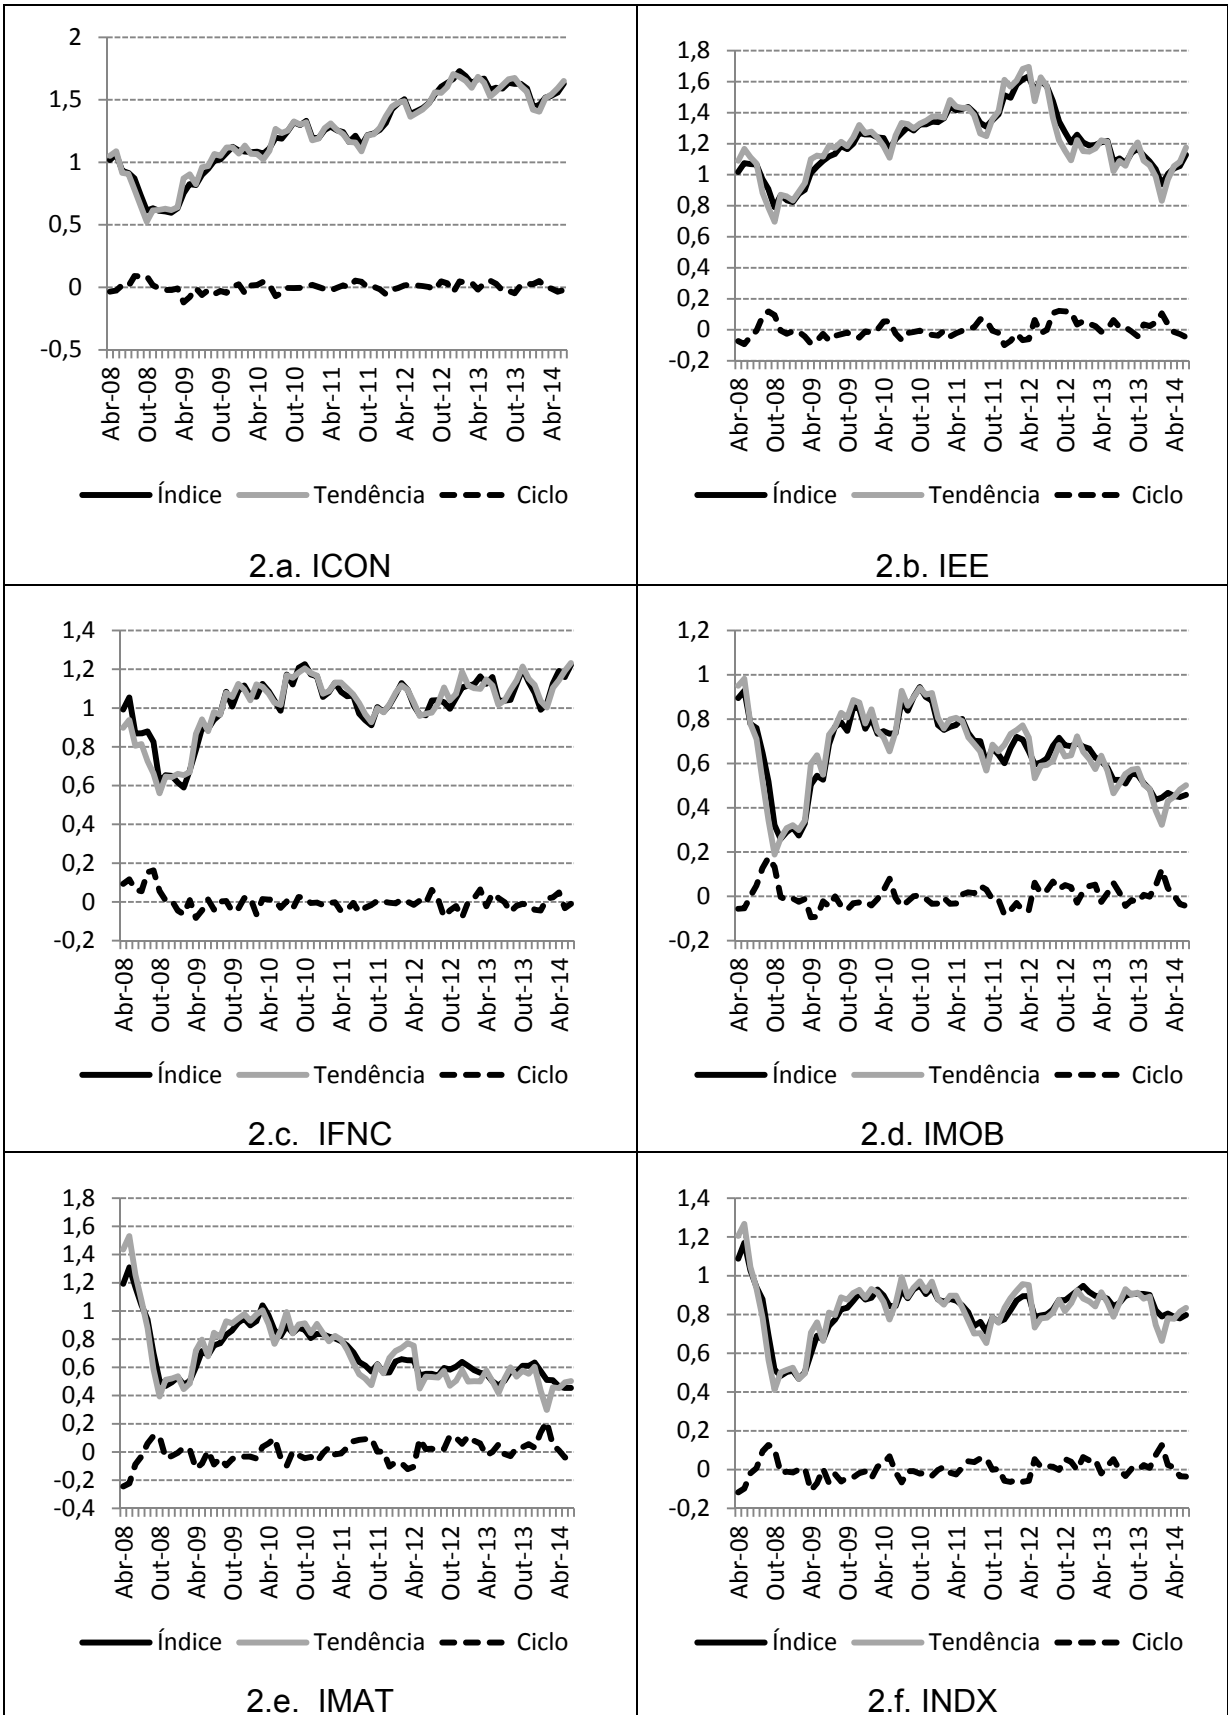 2
1,5
1
0,5
0
-0,5
Abr-08
Out-08
Abr-09
Out-09
Abr-10
Out-10
Abr-11
Out-11
Abr-12
Out-12
Abr-13
Out-13
Abr-14
Índice Tendência Ciclo
2.a. ICON
1,8
1,6
1,4
1,2
1
0,8
0,6
0,4
0,2
0
-0,2
Abr-08
Out-08
Abr-09
Out-09
Abr-10
Out-10
Abr-11
Out-11
Abr-12
Out-12
Abr-13
Out-13
Abr-14
Índice Tendência Ciclo
2.b. IEE
1,4
1,2
1
0,8
0,6
0,4
0,2
0
-0,2
Abr-08
Out-08
Abr-09
Out-09
Abr-10
Out-10
Abr-11
Out-11
Abr-12
Out-12
Abr-13
Out-13
Abr-14
Índice Tendência Ciclo
2.c. IFNC
1,2
1
0,8
0,6
0,4
0,2
0
-0,2
Abr-08
Out-08
Abr-09
Out-09
Abr-10
Out-10
Abr-11
Out-11
Abr-12
Out-12
Abr-13
Out-13
Abr-14
Índice Tendência Ciclo
2.d. IMOB
1,8
1,6
1,4
1,2
1
0,8
0,6
0,4
0,2
0
-0,2
-0,4
Abr-08
Out-08
Abr-09
Out-09
Abr-10
Out-10
Abr-11
Out-11
Abr-12
Out-12
Abr-13
Out-13
Abr-14
Índice Tendência Ciclo
2.e. IMAT
1,4
1,2
1
0,8
0,6
0,4
0,2
0
-0,2
Abr-08
Out-08
Abr-09
Out-09
Abr-10
Out-10
Abr-11
Out-11
Abr-12
Out-12
Abr-13
Out-13
Abr-14
Índice Tendência Ciclo
2.f. INDX